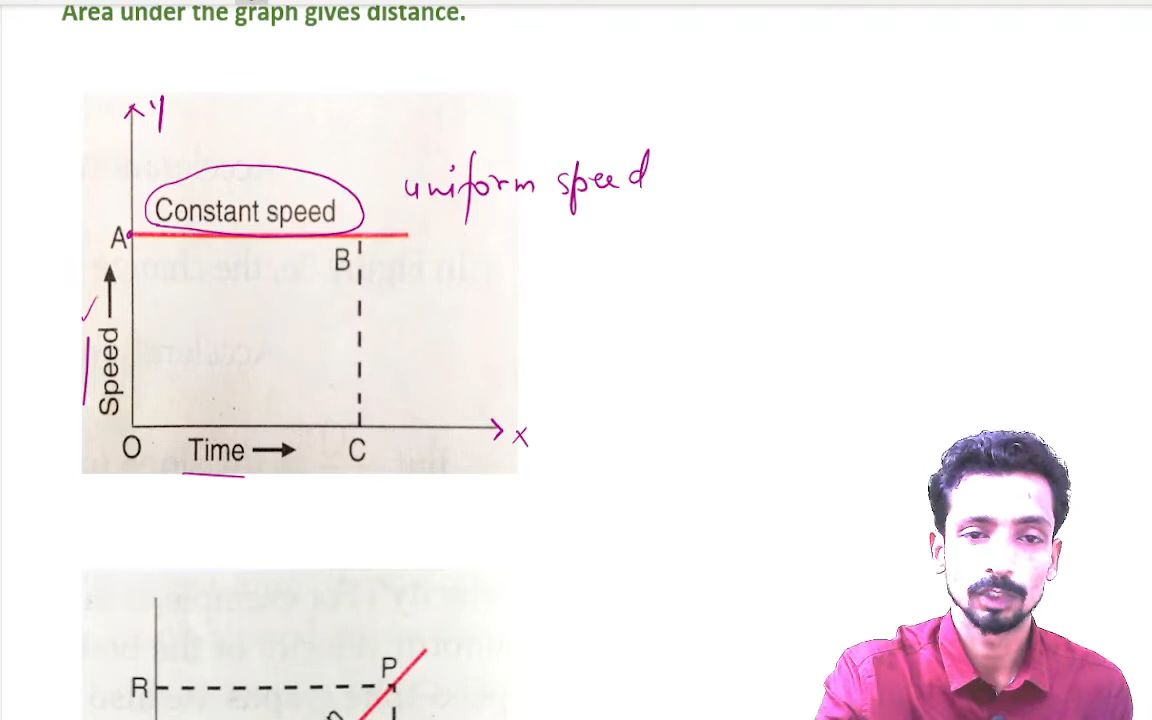 Area under the graph gives distance.
Y
uniform speed
Constant speed
A
B
Speed
O
Time
C
X
P
R